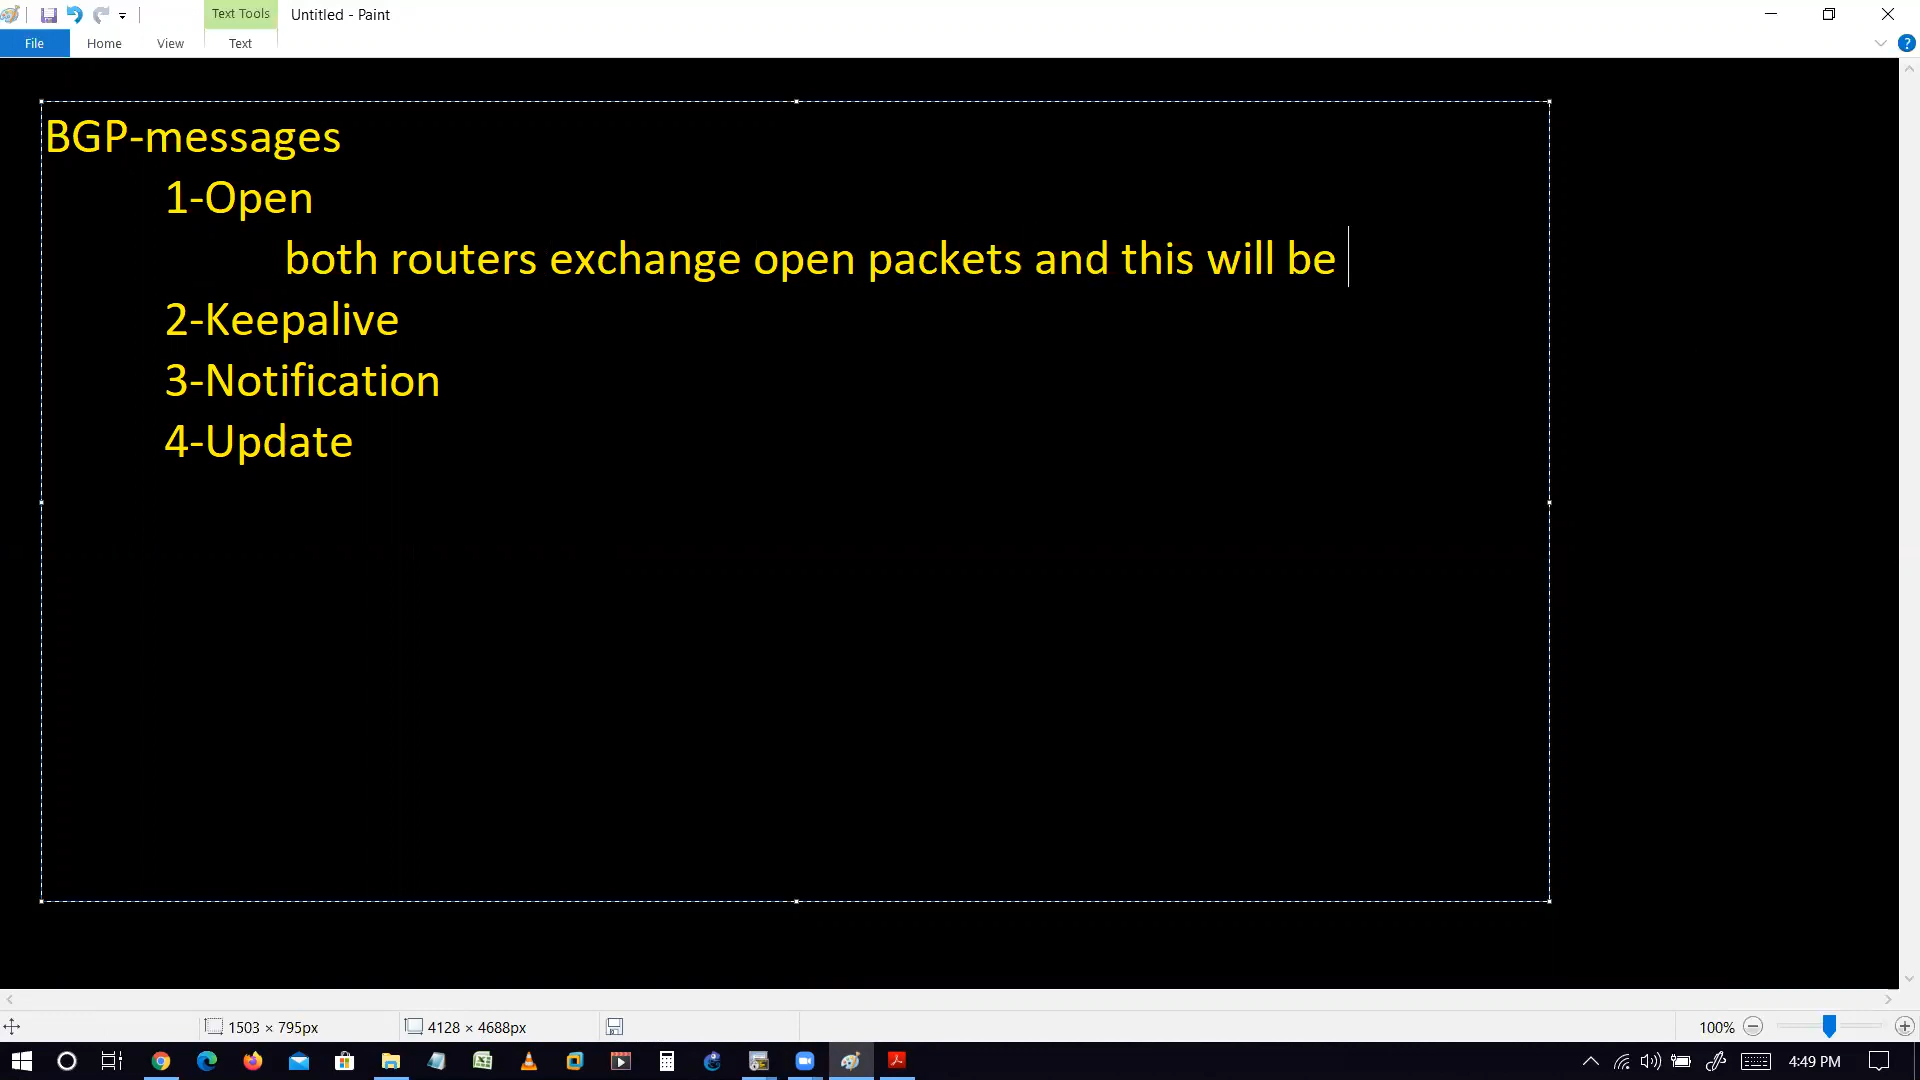 Text Tools
Untitled - Paint
File
Home
View
Text
BGP-messages
1-Open
both routers exchange open packets and this will be
2-Keepalive
3-Notification
4-Update
1503 × 795px
4128 × 4688px
100%
4:49 PM